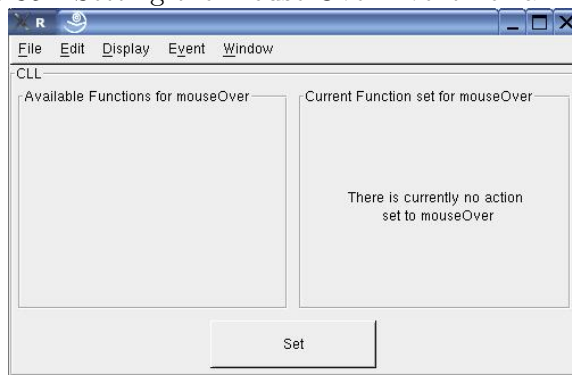 R
File Edit Display Event Window
CLL
Available Functions for mouseOver
Current Function set for mouseOver
There is currently no action
set to mouseOver
Set